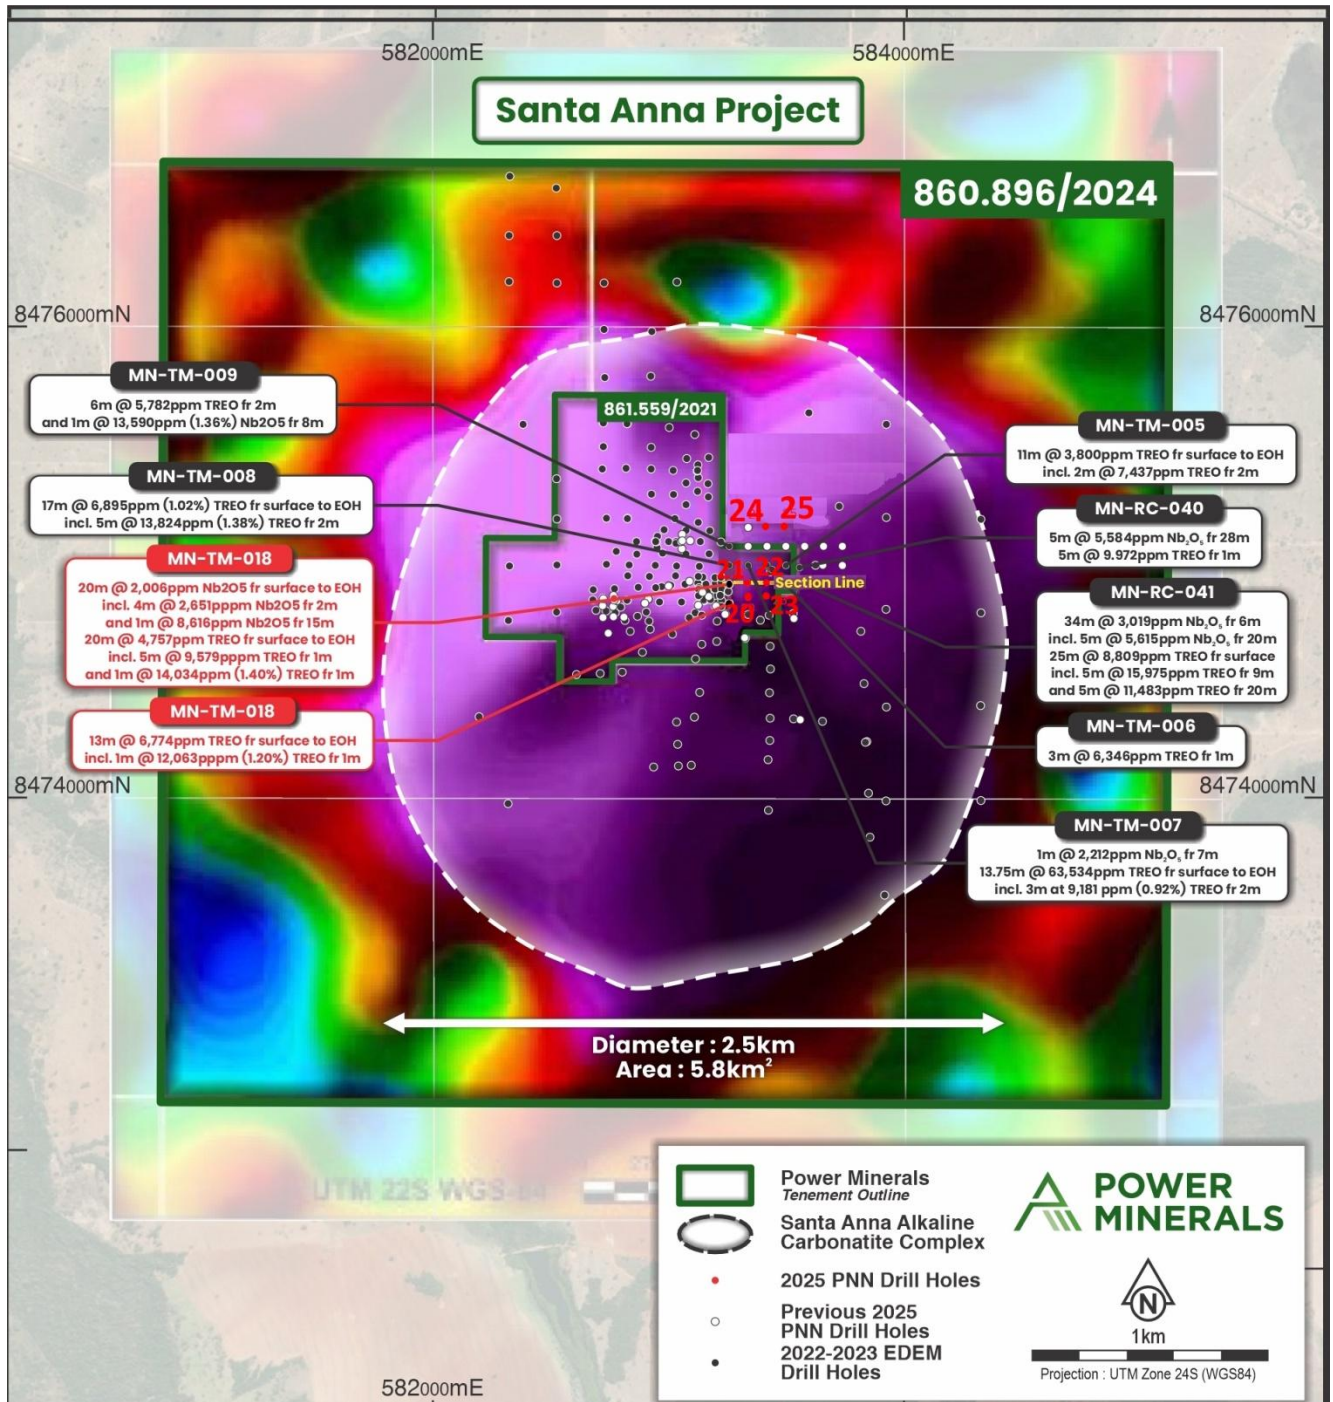 582000mE
584000mE
Santa Anna Project
860.896/2024
8476000mN
8476000mN
861.559/2021
MN-TM-009
6m @ 5,782ppm TREO fr 2m
and 1m @ 13,590ppm (1.36%) Nb2O5 fr 8m
MN-TM-008
17m @ 6,895ppm (1.02%) TREO fr surface to EOH
incl. 5m @ 13,824ppm (1.38%) TREO fr 2m
MN-TM-018
20m @ 2,006ppm Nb2O5 fr surface to EOH
incl. 4m @ 2,651pppm Nb2O5 fr 2m
and 1m @ 8,616ppm Nb2O5 fr 15m
20m @ 4,757ppm TREO fr surface to EOH
incl. 5m @ 9,579pppm TREO fr 1m
and 1m @ 14,034ppm (1.40%) TREO fr 1m
MN-TM-018
13m @ 6,774ppm TREO fr surface to EOH
incl. 1m @ 12,063pppm (1.20%) TREO fr 1m
24 25
21 22
Section Line
20 23
MN-TM-005
11m @ 3,800ppm TREO fr surface to EOH
incl. 2m @ 7,437ppm TREO fr 2m
MN-RC-040
5m @ 5,584ppm Nb₂O₅ fr 28m
5m @ 9.972ppm TREO fr 1m
MN-RC-041
34m @ 3,019ppm Nb₂O₅ fr 6m
incl. 5m @ 5,615ppm Nb₂O₅ fr 20m
25m @ 8,809ppm TREO fr surface
incl. 5m @ 15,975ppm TREO fr 9m
and 5m @ 11,483ppm TREO fr 20m
MN-TM-006
3m @ 6,346ppm TREO fr 1m
8474000mN
8474000mN
MN-TM-007
1m @ 2,212ppm Nb₂O₅ fr 7m
13.75m @ 63,534ppm TREO fr surface to EOH
incl. 3m at 9,181 ppm (0.92%) TREO fr 2m
Diameter : 2.5km
Area : 5.8km²
UTM 22S WGS-84
Power Minerals
Tenement Outline
Santa Anna Alkaline
Carbonatite Complex
2025 PNN Drill Holes
Previous 2025
PNN Drill Holes
2022-2023 EDEM
Drill Holes
POWER
MINERALS
N
1km
Projection : UTM Zone 24S (WGS84)
582000mE